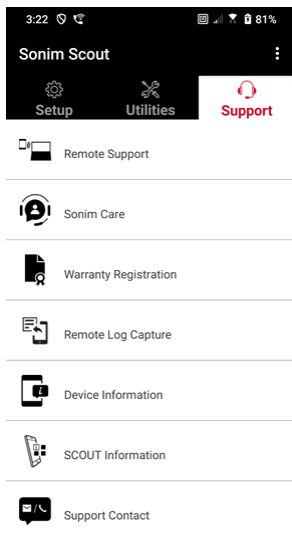 3:22 81%
Sonim Scout
Setup Utilities Support
Remote Support
Sonim Care
Warranty Registration
Remote Log Capture
Device Information
SCOUT Information
Support Contact